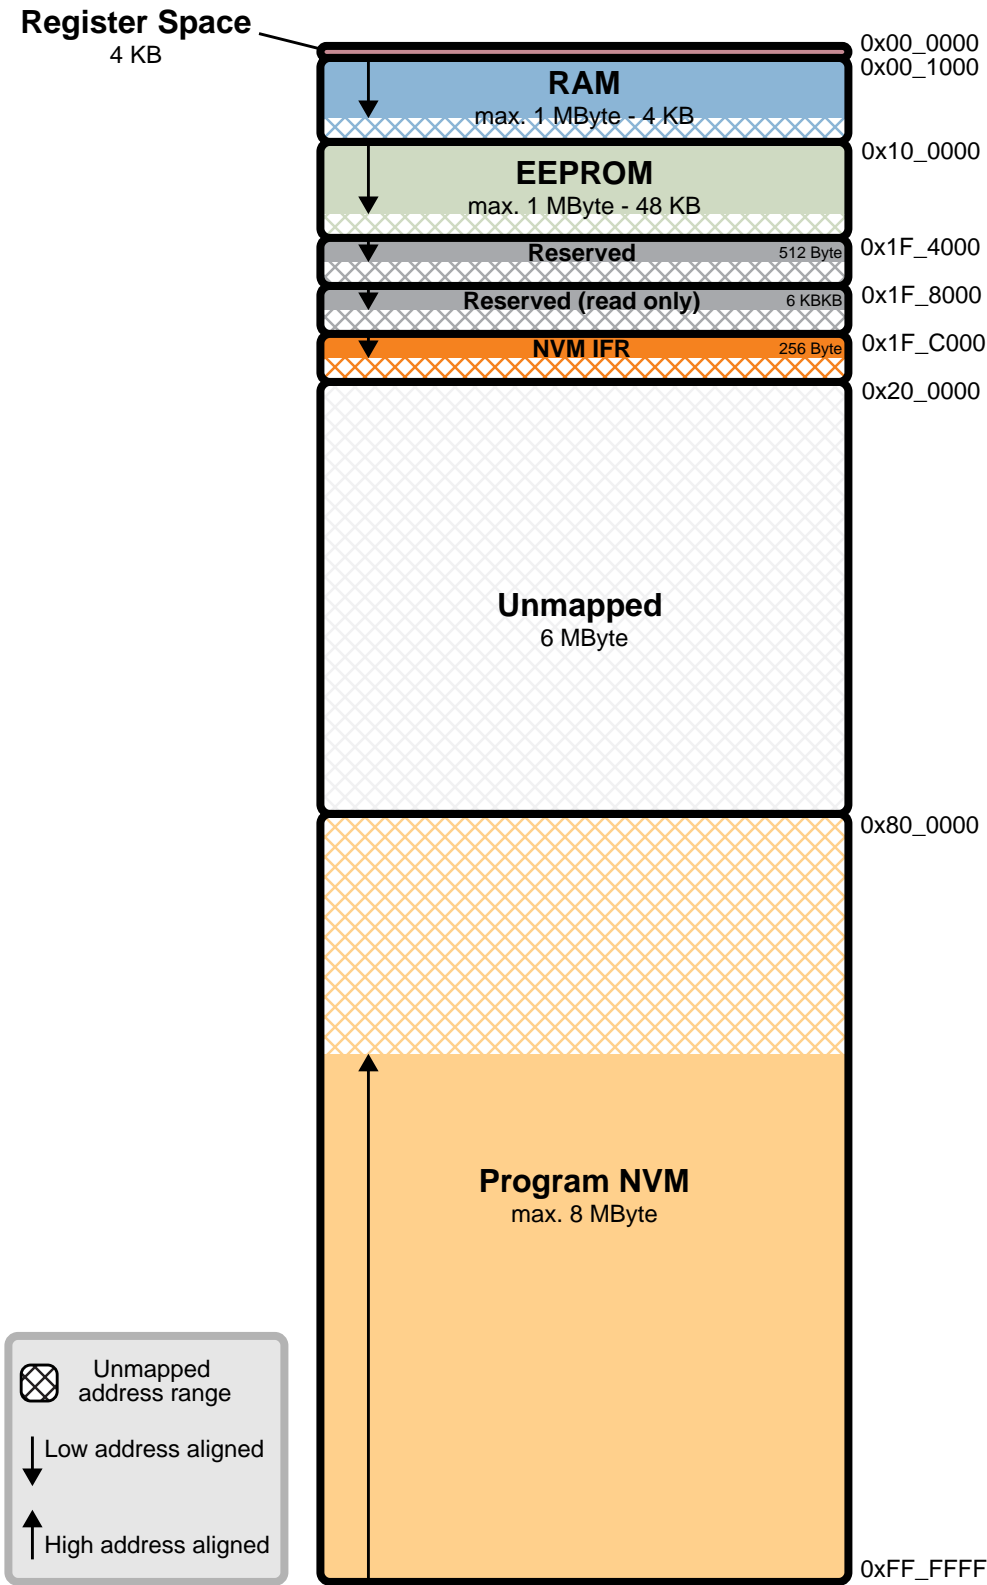 Register Space
4 KB
0x00_0000
0x00_1000
RAM
max. 1 MByte - 4 KB
0x10_0000
EEPROM
max. 1 MByte - 48 KB
0x1F_4000
Reserved
512 Byte
0x1F_8000
Reserved (read only)
6 KBKB
0x1F_C000
NVM IFR
256 Byte
0x20_0000
Unmapped
6 MByte
0x80_0000
Program NVM
max. 8 MByte
Unmapped
address range
Low address aligned
High address aligned
0xFF_FFFF